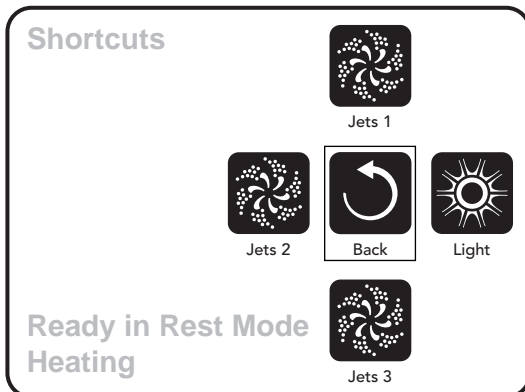 Shortcuts
Jets 1
Jets 2
Back
Light
Ready in Rest Mode
Heating
Jets 3